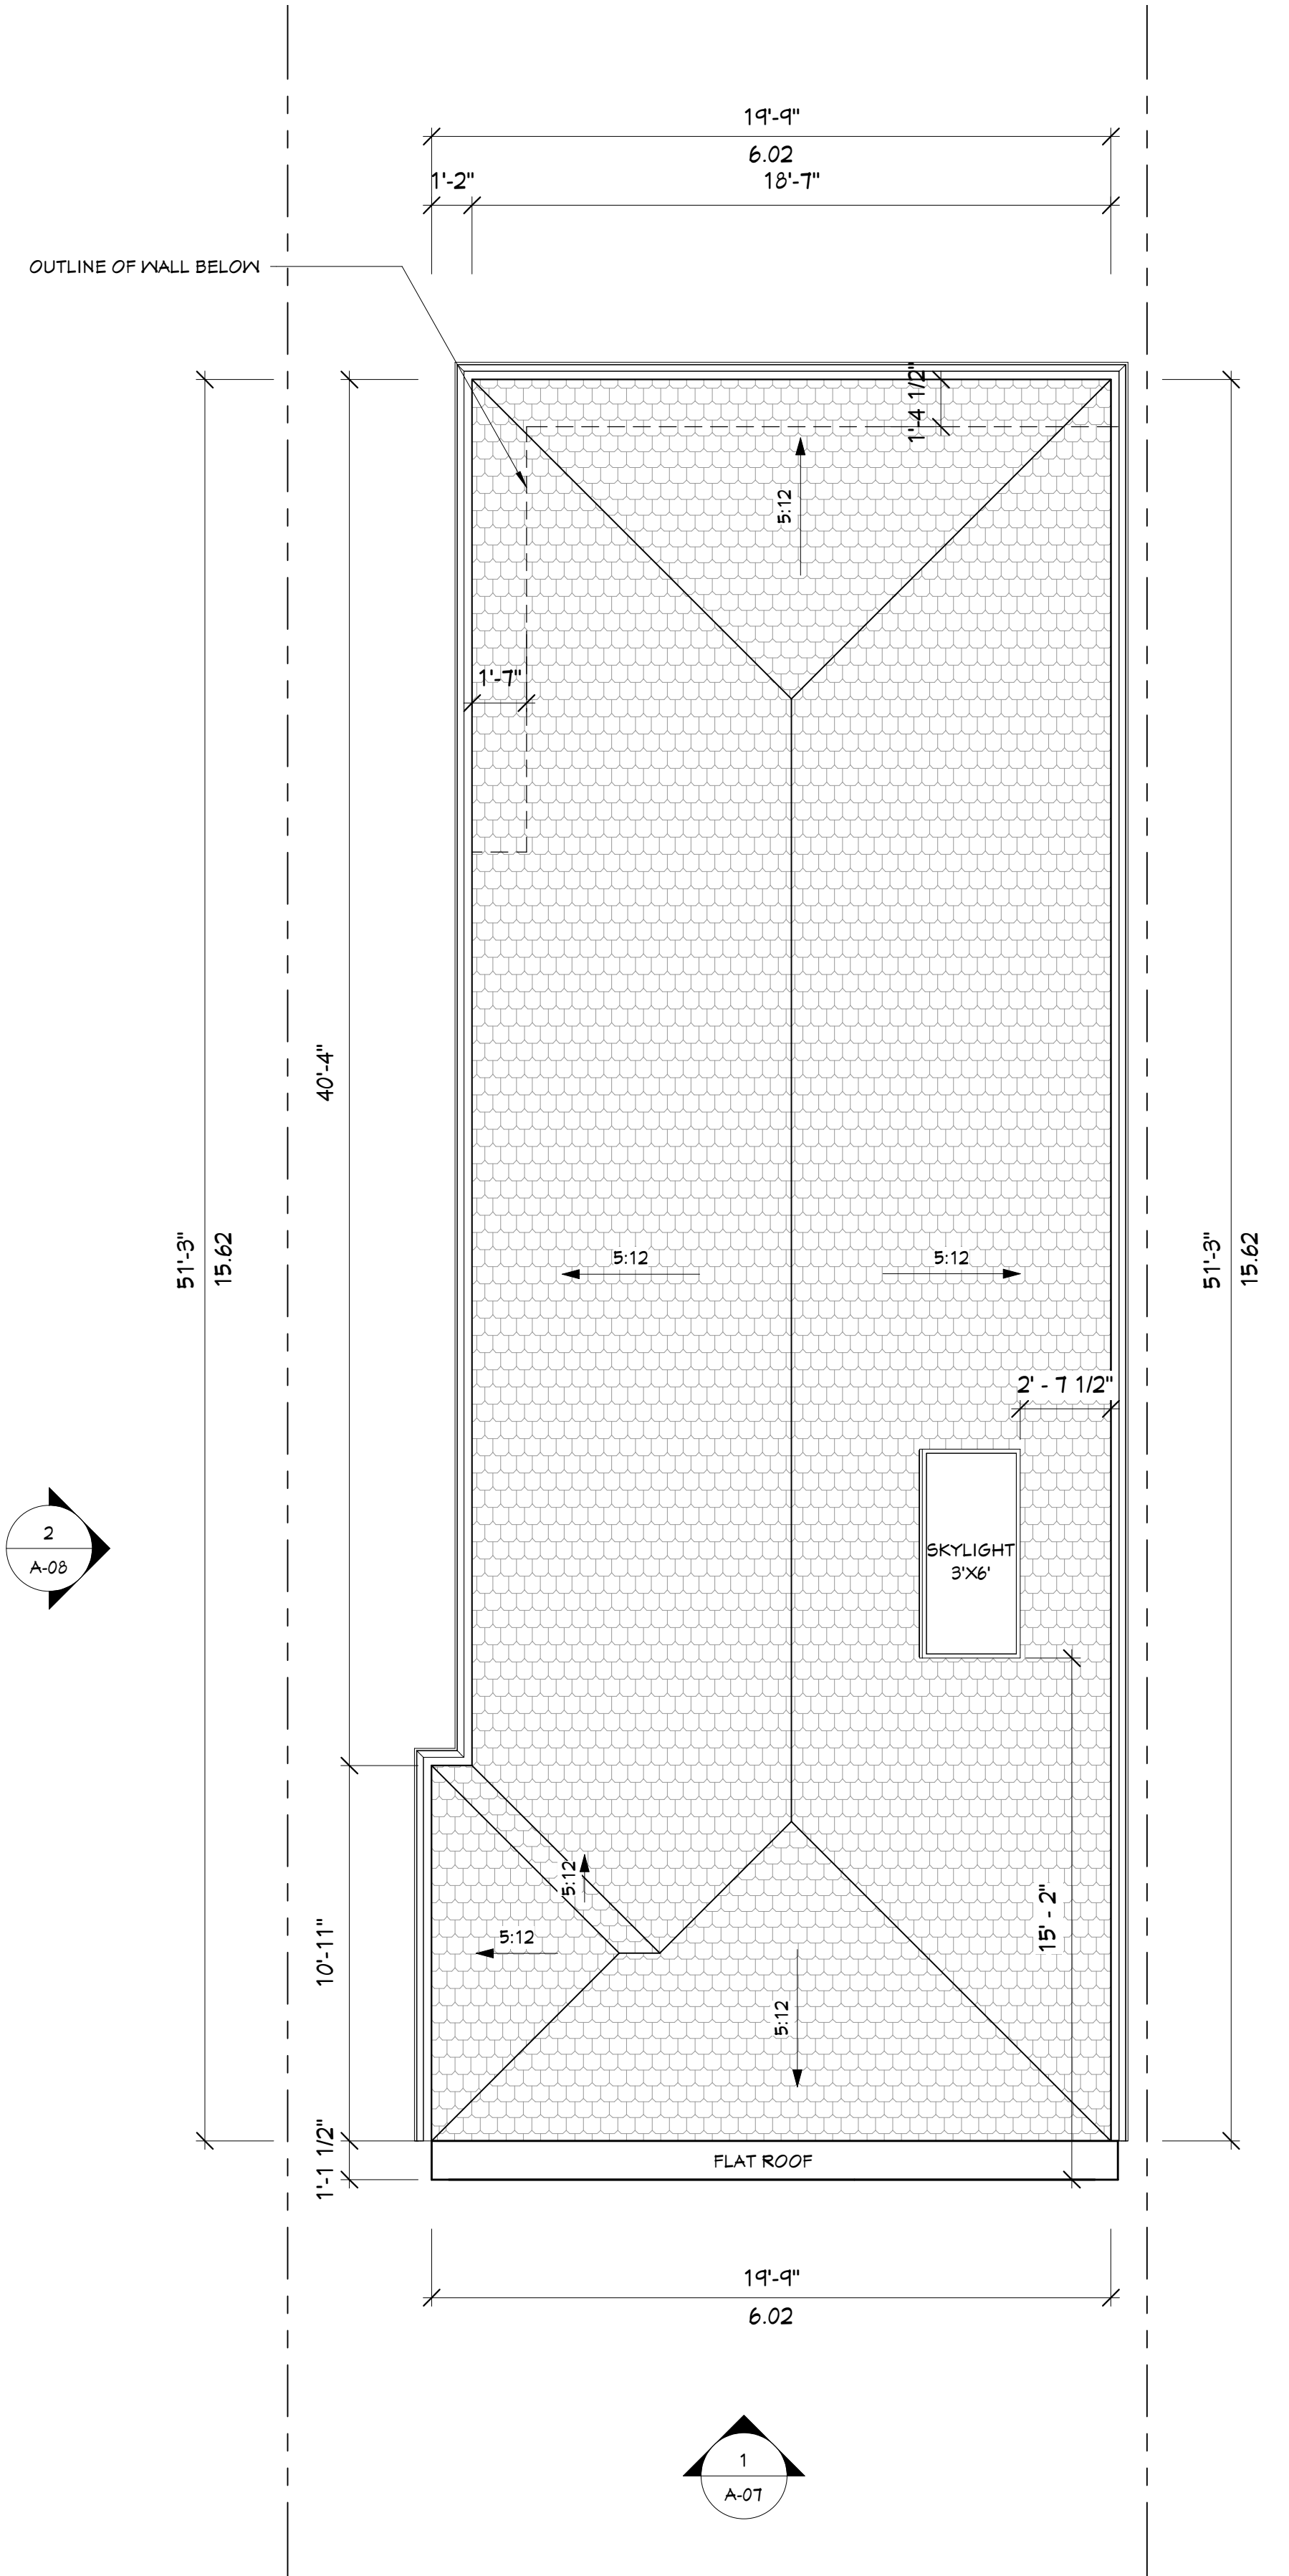 19'-9"
6.02
1'-2"
18'-7"
OUTLINE OF WALL BELOW
1'-4 1/2"
5:12
1'-7"
40'-4"
51'-3"
15.62
51'-3"
15.62
5:12
5:12
2' - 7 1/2"
SKYLIGHT
3'X6'
2
A-08
5:12
5:12
5:12
15' - 2"
10'-11"
1'-1 1/2"
FLAT ROOF
19'-9"
6.02
1
A-07